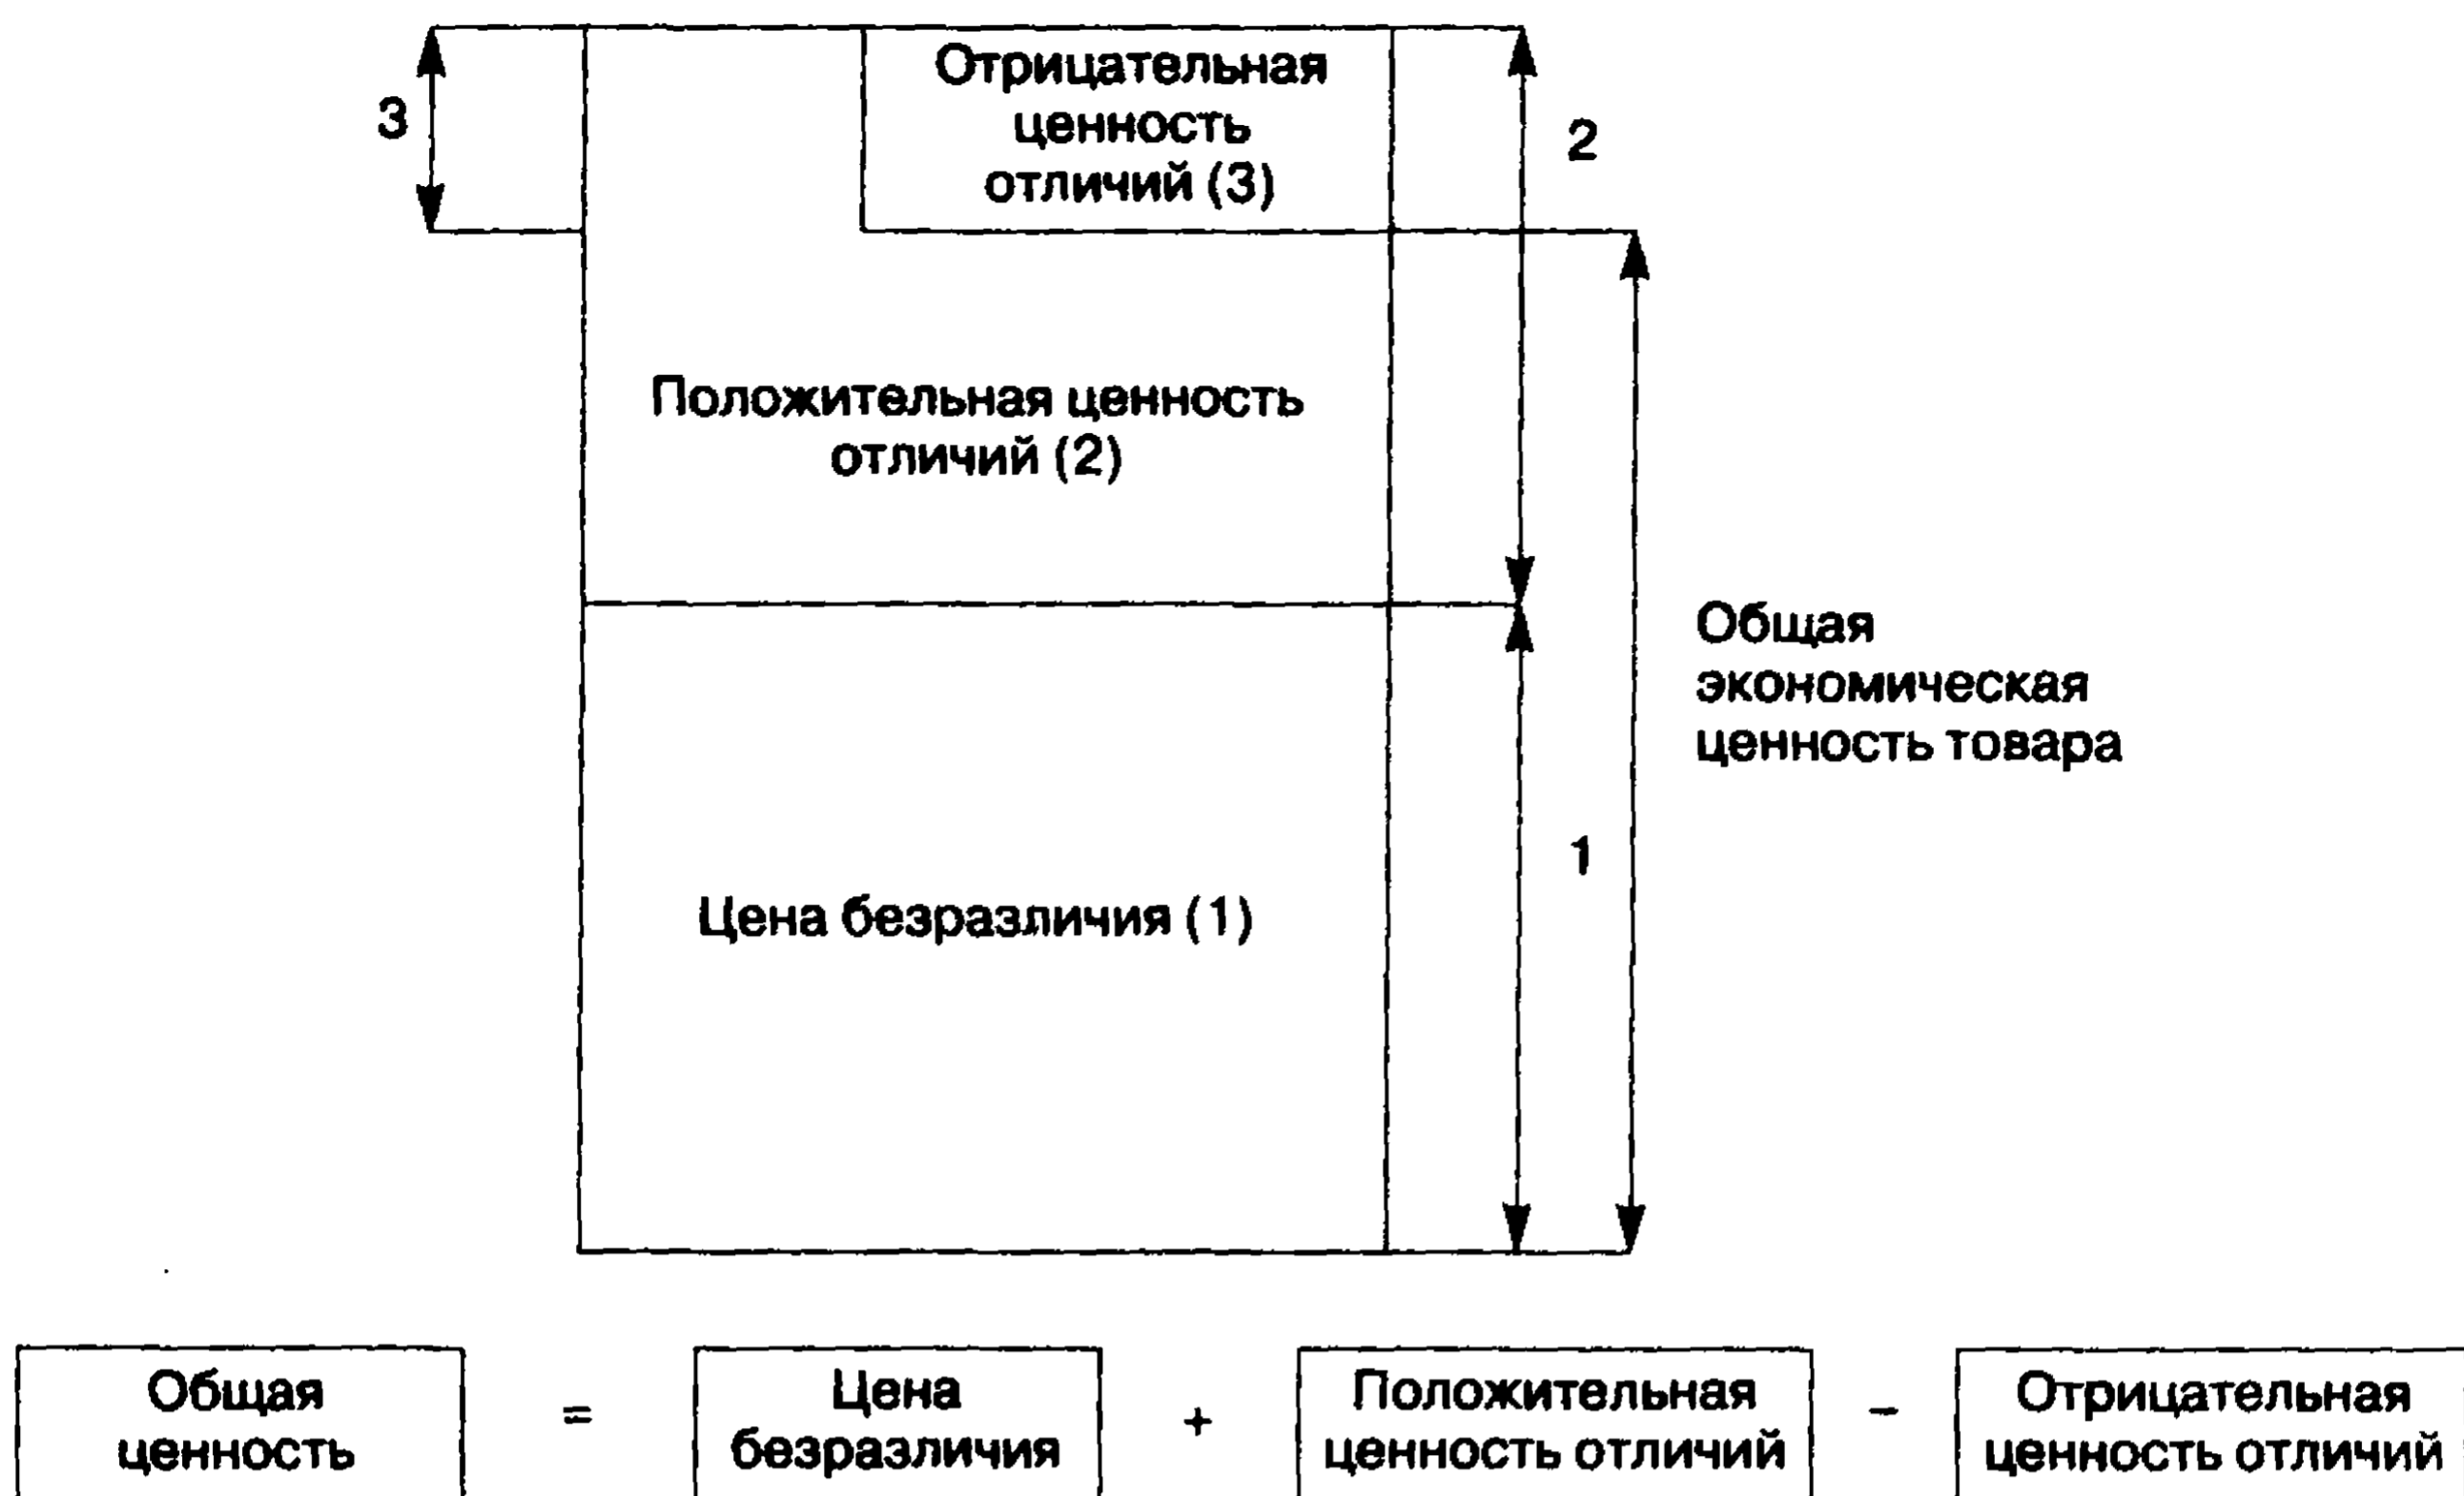 Отрицательная
ценность
отличий (3)
3
2
Положительная ценность
отличий (2)
Общая
экономическая
ценность товара
1
Цена безразличия (1)
Общая
ценность
=
Цена
безразличия
+
Положительная
ценность отличий
–
Отрицательная
ценность отличий